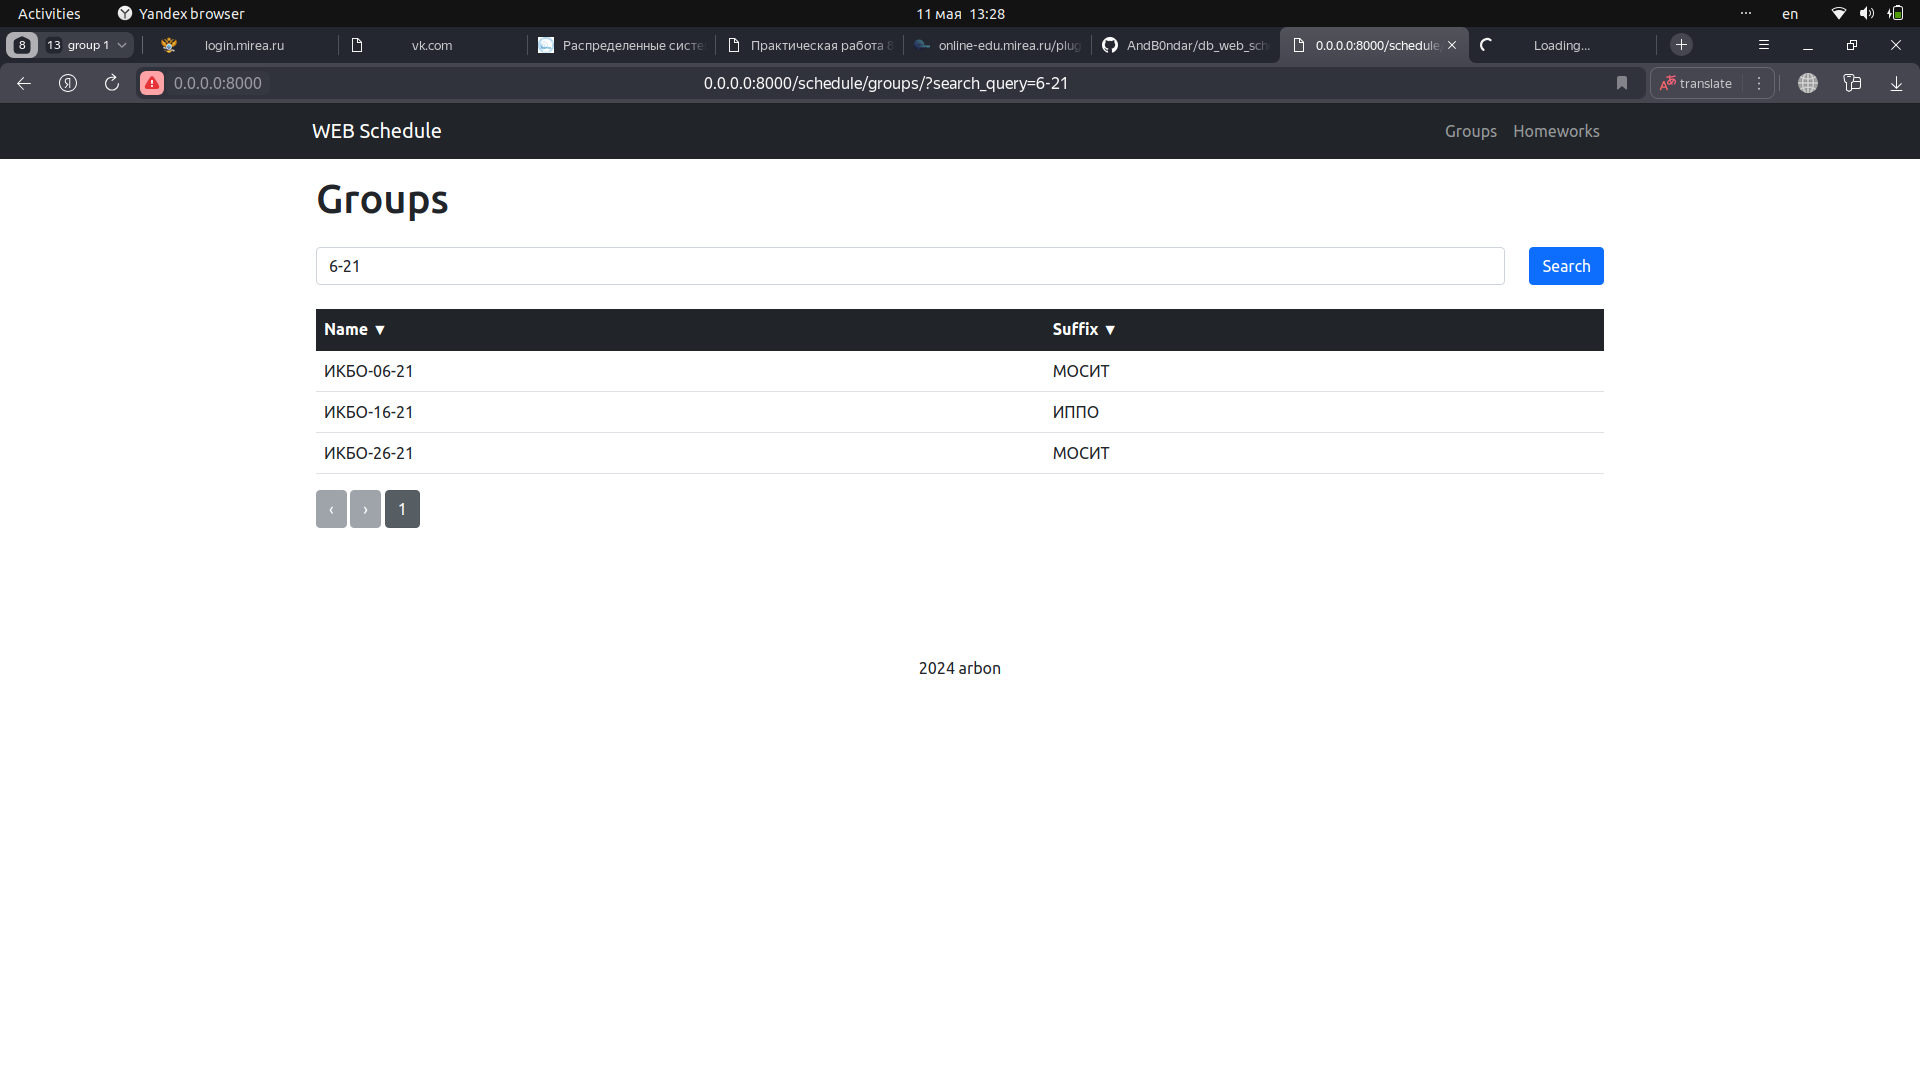 Activities
Yandex browser
11 мая 13:28
en
8
13 group 1
login.mirea.ru
vk.com
Распределенные систе
Практическая работа 8
online-edu.mirea.ru/plug
AndB0ndar/db_web_sch
0.0.0.0:8000/schedule
Loading...
0.0.0.0:8000
0.0.0.0:8000/schedule/groups/?search_query=6-21
translate
WEB Schedule
Groups
Homeworks
Groups
6-21
Search
Name ▼
Suffix ▼
ИКБО-06-21
МОСИТ
ИКБО-16-21
ИППО
ИКБО-26-21
МОСИТ
‹
›
1
2024 arbon